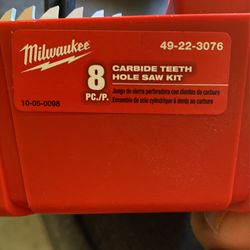 Milwaukee
49-22-3076
8
PC./P.
CARBIDE TEETH
HOLE SAW KIT
Juego de sierra perforadora con dientes de carburo
Ensemble de scie cylindrique à dents au carbure
10-05-0098